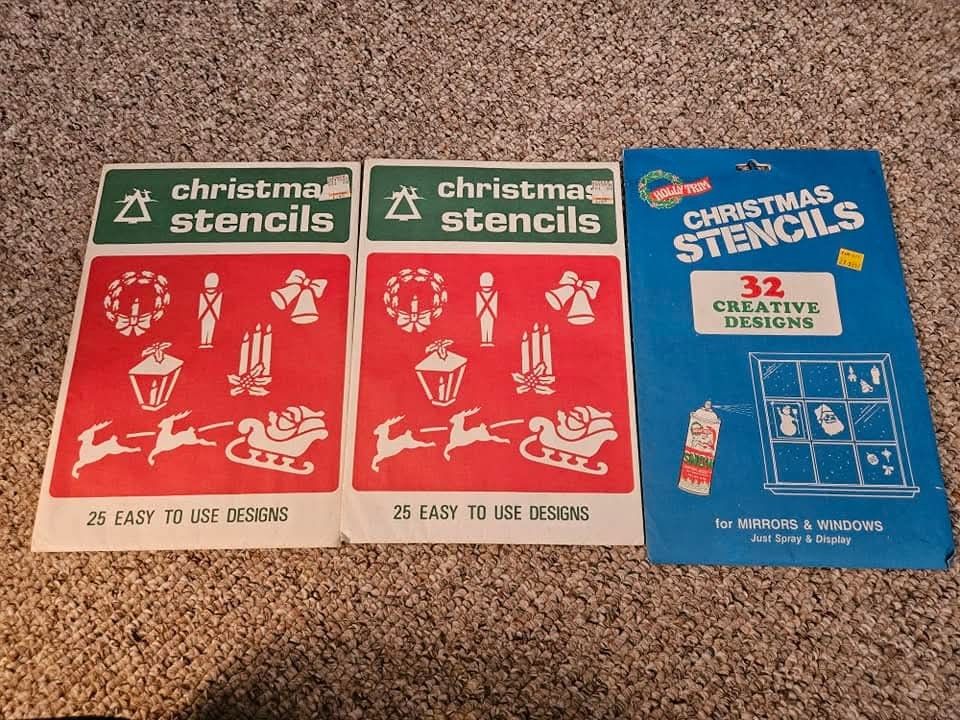 christmas
stencils
25 EASY TO USE DESIGNS
christmas
stencils
25 EASY TO USE DESIGNS
HOLLY TRIM
CHRISTMAS
STENCILS
32
CREATIVE
DESIGNS
SNOW
for MIRRORS & WINDOWS
Just Spray & Display